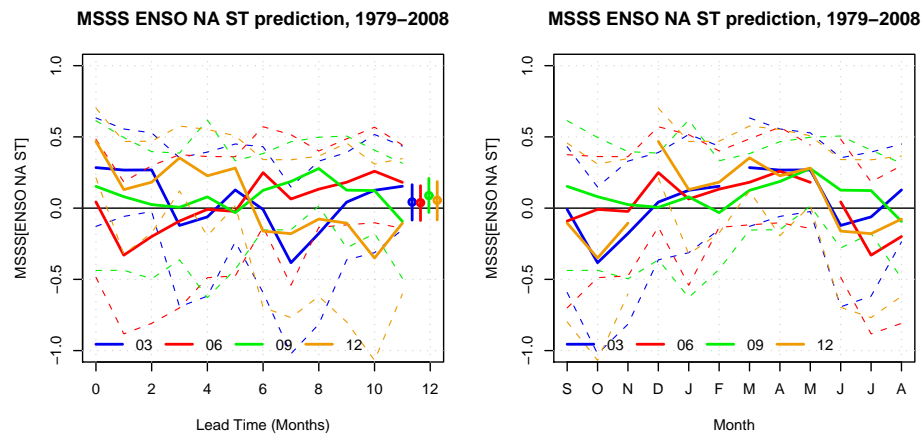 MSSS ENSO NA ST prediction, 1979−2008
MSSS[ENSO NA ST]
1.0
0.5
0.0
−0.5
−1.0
03 06 09 12
0 2 4 6 8 10 12
Lead Time (Months)
MSSS ENSO NA ST prediction, 1979−2008
MSSS[ENSO NA ST]
1.0
0.5
0.0
−0.5
−1.0
03 06 09 12
S O N D J F M A M J J A
Month